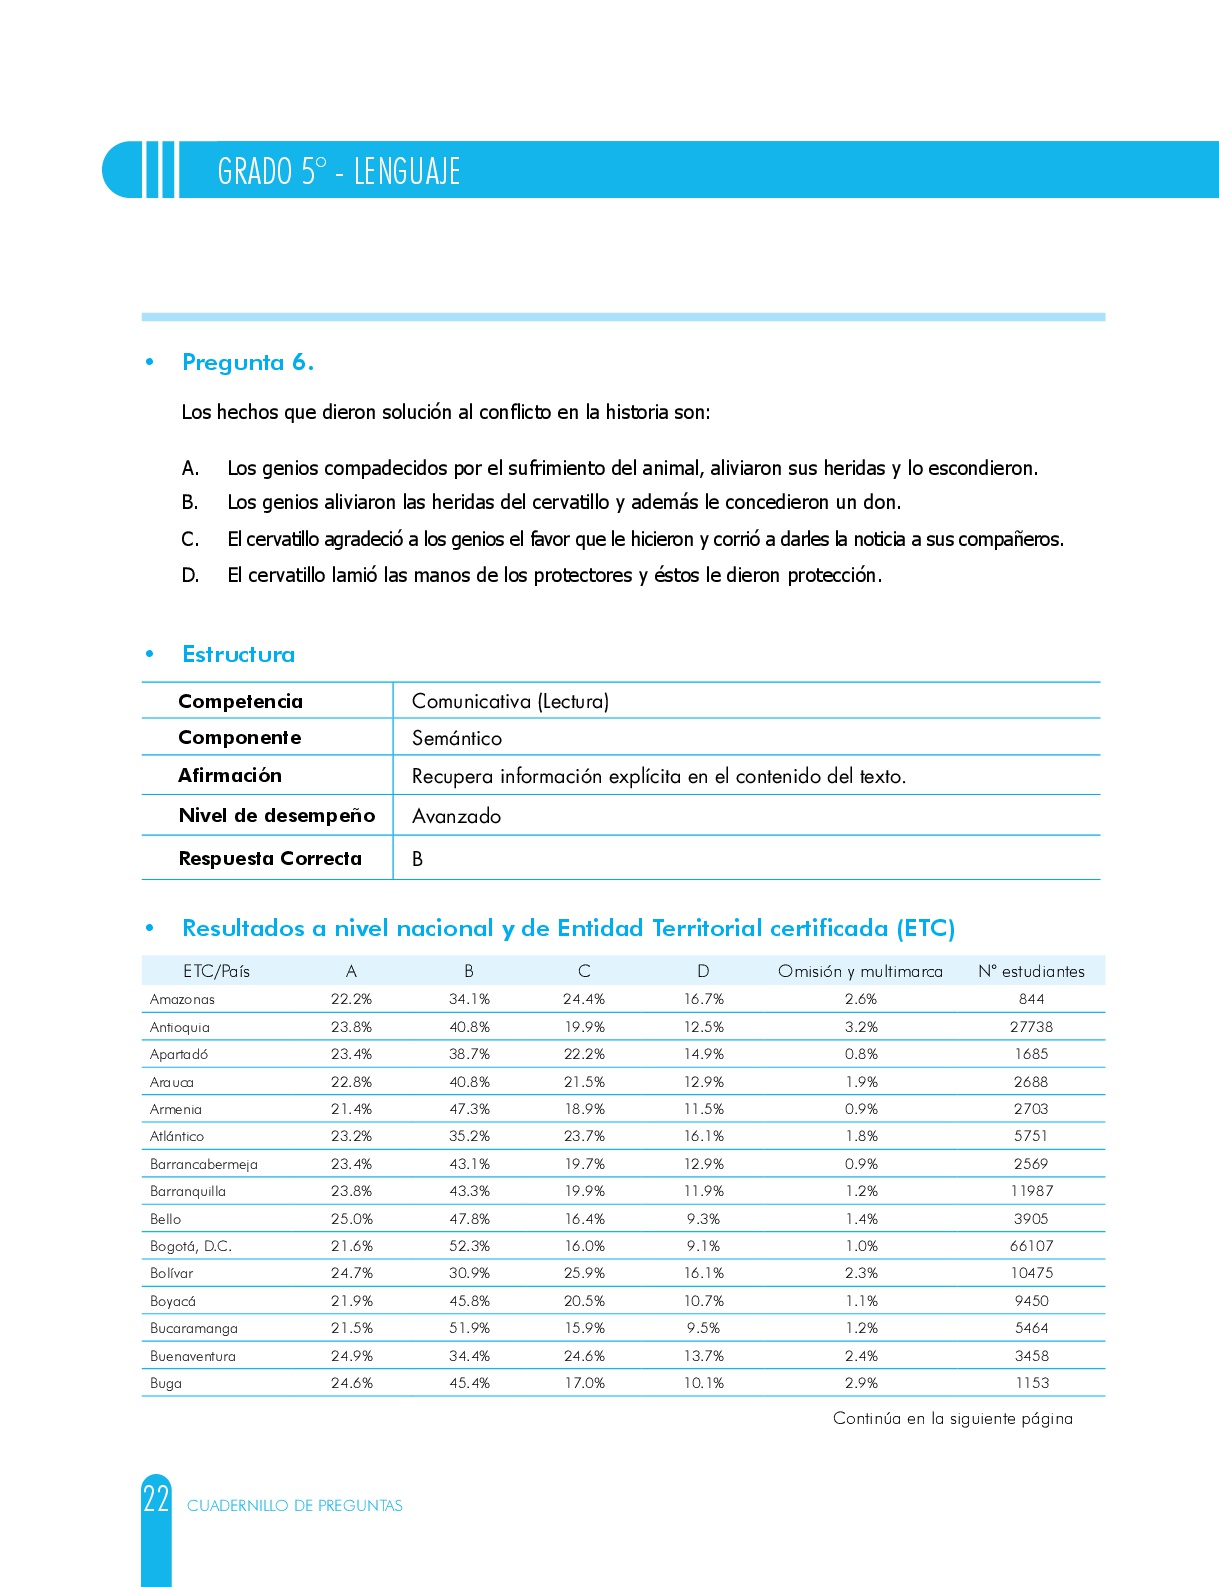 GRADO 5° - LENGUAJE
• Pregunta 6.
Los hechos que dieron solución al conflicto en la historia son:
A. Los genios compadecidos por el sufrimiento del animal, aliviaron sus heridas y lo escondieron.
B. Los genios aliviaron las heridas del cervatillo y además le concedieron un don.
C. El cervatillo agradeció a los genios el favor que le hicieron y corrió a darles la noticia a sus compañeros.
D. El cervatillo lamió las manos de los protectores y éstos le dieron protección.
• Estructura
Competencia Comunicativa (Lectura)
Componente Semántico
Afirmación Recupera información explícita en el contenido del texto.
Nivel de desempeño Avanzado
Respuesta Correcta B
• Resultados a nivel nacional y de Entidad Territorial certificada (ETC)
ETC/País A B C D Omisión y multimarca N° estudiantes
Amazonas 22.2% 34.1% 24.4% 16.7% 2.6% 844
Antioquia 23.8% 40.8% 19.9% 12.5% 3.2% 27738
Apartadó 23.4% 38.7% 22.2% 14.9% 0.8% 1685
Arauca 22.8% 40.8% 21.5% 12.9% 1.9% 2688
Armenia 21.4% 47.3% 18.9% 11.5% 0.9% 2703
Atlántico 23.2% 35.2% 23.7% 16.1% 1.8% 5751
Barrancabermeja 23.4% 43.1% 19.7% 12.9% 0.9% 2569
Barranquilla 23.8% 43.3% 19.9% 11.9% 1.2% 11987
Bello 25.0% 47.8% 16.4% 9.3% 1.4% 3905
Bogotá, D.C. 21.6% 52.3% 16.0% 9.1% 1.0% 66107
Bolívar 24.7% 30.9% 25.9% 16.1% 2.3% 10475
Boyacá 21.9% 45.8% 20.5% 10.7% 1.1% 9450
Bucaramanga 21.5% 51.9% 15.9% 9.5% 1.2% 5464
Buenaventura 24.9% 34.4% 24.6% 13.7% 2.4% 3458
Buga 24.6% 45.4% 17.0% 10.1% 2.9% 1153
Continúa en la siguiente página
22 CUADERNILLO DE PREGUNTAS